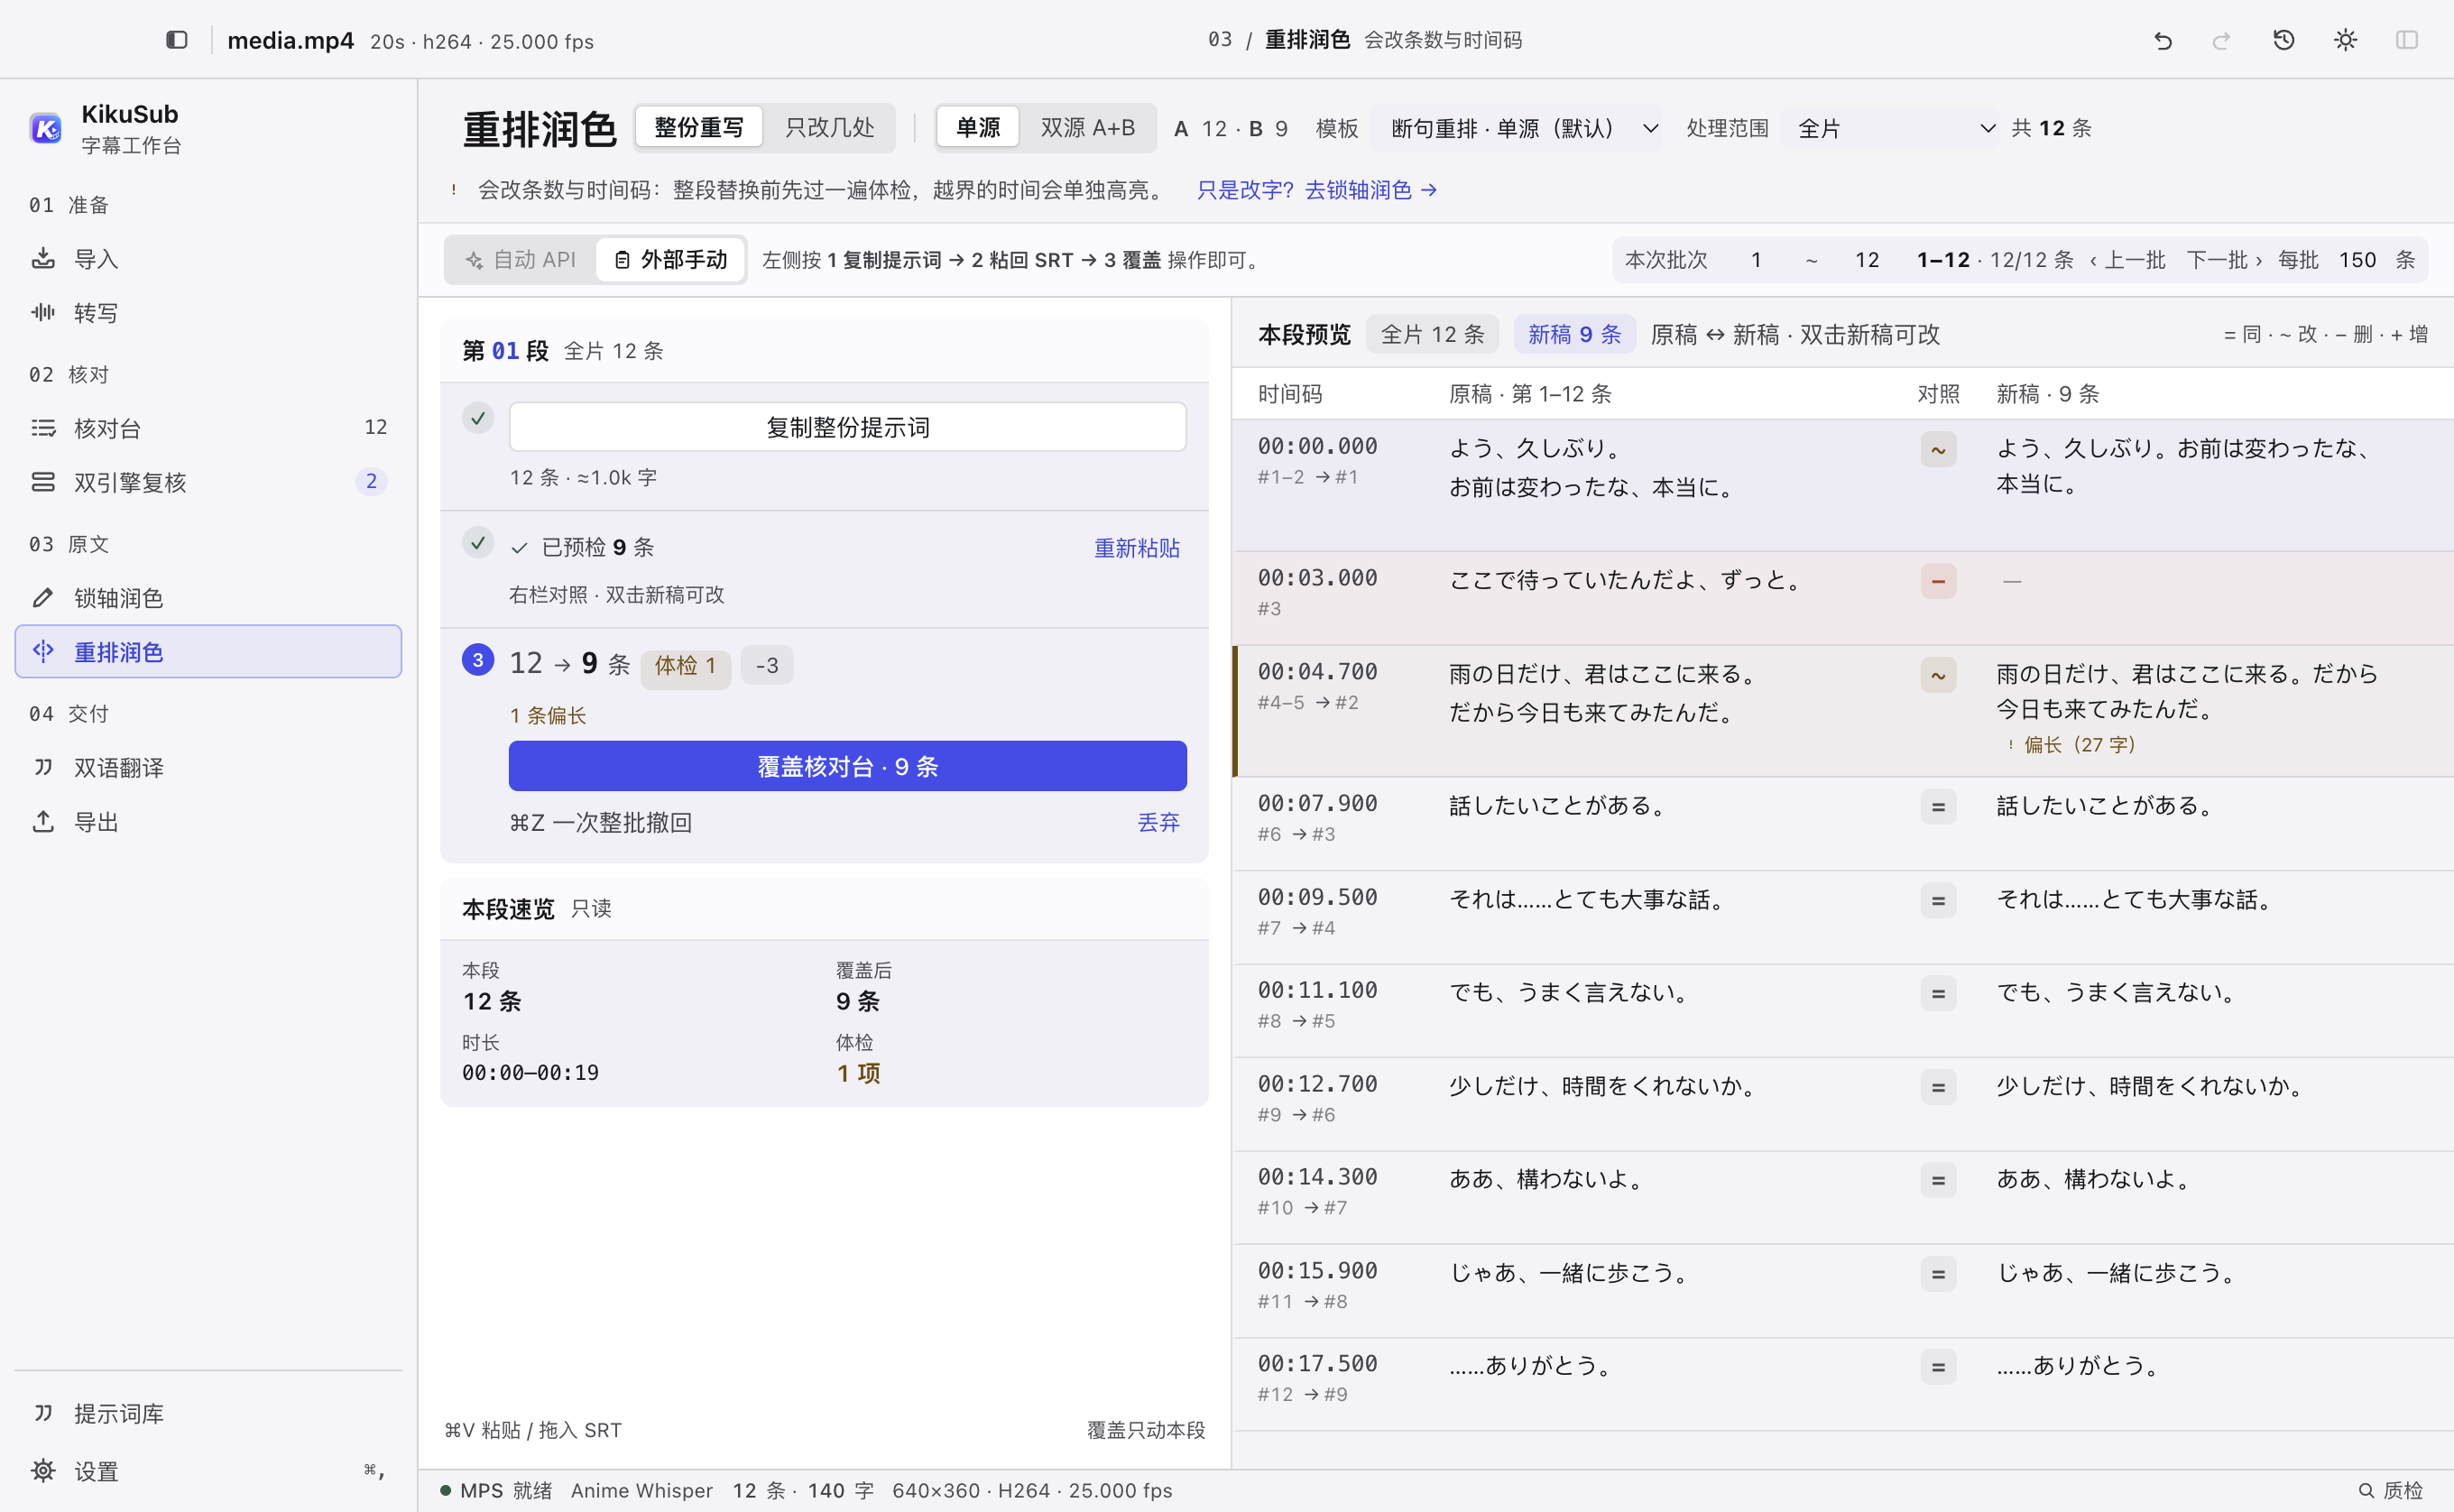 media.mp4 20s · h264 · 25.000 fps
03 / 重排润色 会改条数与时间码
KikuSub
字幕工作台
01 准备
导入
转写
02 核对
核对台 12
双引擎复核 2
03 原文
锁轴润色
重排润色
04 交付
双语翻译
导出
提示词库
设置 ⌘,
重排润色 整份重写 只改几处 单源 双源 A+B A 12 · B 9 模板 断句重排 · 单源（默认） 处理范围 全片 共 12 条
! 会改条数与时间码：整段替换前先过一遍体检，越界的时间会单独高亮。 只是改字？去锁轴润色 →
自动 API 外部手动 左侧按 1 复制提示词 → 2 粘回 SRT → 3 覆盖 操作即可。
本次批次 1 ~ 12 1–12 · 12/12 条 ‹ 上一批 下一批 › 每批 150 条
第 01 段 全片 12 条
复制整份提示词
12 条 · ≈1.0k 字
已预检 9 条 重新粘贴
右栏对照 · 双击新稿可改
3 12 → 9 条 体检 1 -3
1 条偏长
覆盖核对台 · 9 条
⌘Z 一次整批撤回 丢弃
本段速览 只读
本段 覆盖后
12 条 9 条
时长 体检
00:00—00:19 1 项
⌘V 粘贴 / 拖入 SRT 覆盖只动本段
本段预览 全片 12 条 新稿 9 条 原稿 ↔ 新稿 · 双击新稿可改 = 同 · ~ 改 · − 删 · + 增
时间码 原稿 · 第 1–12 条 对照 新稿 · 9 条
00:00.000 よう、久しぶり。 ~ よう、久しぶり。お前は変わったな、
#1–2 →#1 お前は変わったな、本当に。 本当に。
00:03.000 ここで待っていたんだよ、ずっと。 − —
#3
00:04.700 雨の日だけ、君はここに来る。 ~ 雨の日だけ、君はここに来る。だから
#4–5 →#2 だから今日も来てみたんだ。 今日も来てみたんだ。
! 偏长（27 字）
00:07.900 話したいことがある。 = 話したいことがある。
#6 →#3
00:09.500 それは……とても大事な話。 = それは……とても大事な話。
#7 →#4
00:11.100 でも、うまく言えない。 = でも、うまく言えない。
#8 →#5
00:12.700 少しだけ、時間をくれないか。 = 少しだけ、時間をくれないか。
#9 →#6
00:14.300 ああ、構わないよ。 = ああ、構わないよ。
#10 →#7
00:15.900 じゃあ、一緒に歩こう。 = じゃあ、一緒に歩こう。
#11 →#8
00:17.500 ……ありがとう。 = ……ありがとう。
#12 →#9
MPS 就绪 Anime Whisper 12 条 · 140 字 640×360 · H264 · 25.000 fps 质检